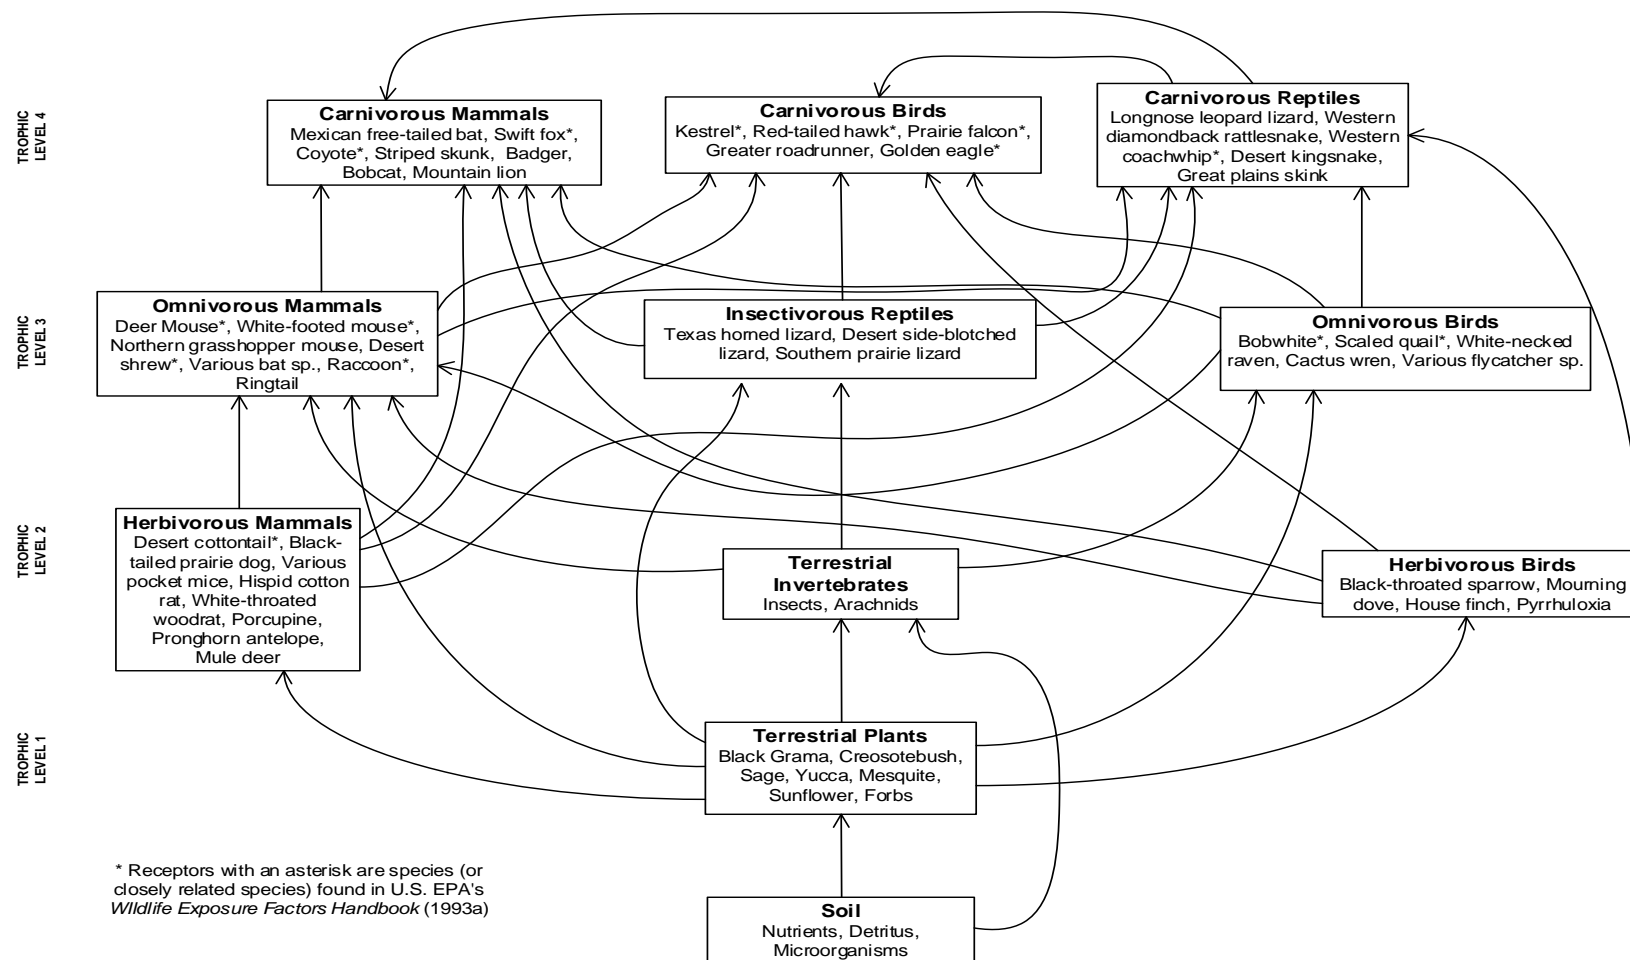 TROPHIC
LEVEL 4
Carnivorous Mammals
Mexican free-tailed bat, Swift fox*,
Coyote*, Striped skunk, Badger,
Bobcat, Mountain lion
Carnivorous Birds
Kestrel*, Red-tailed hawk*, Prairie falcon*,
Greater roadrunner, Golden eagle*
Carnivorous Reptiles
Longnose leopard lizard, Western
diamondback rattlesnake, Western
coachwhip*, Desert kingsnake,
Great plains skink
TROPHIC
LEVEL 3
Omnivorous Mammals
Deer Mouse*, White-footed mouse*,
Northern grasshopper mouse, Desert
shrew*, Various bat sp., Raccoon*,
Ringtail
Insectivorous Reptiles
Texas horned lizard, Desert side-blotched
lizard, Southern prairie lizard
Omnivorous Birds
Bobwhite*, Scaled quail*, White-necked
raven, Cactus wren, Various flycatcher sp.
TROPHIC
LEVEL 2
Herbivorous Mammals
Desert cottontail*, Black-
tailed prairie dog, Various
pocket mice, Hispid cotton
rat, White-throated
woodrat, Porcupine,
Pronghorn antelope,
Mule deer
Terrestrial
Invertebrates
Insects, Arachnids
Herbivorous Birds
Black-throated sparrow, Mourning
dove, House finch, Pyrrhuloxia
TROPHIC
LEVEL 1
Terrestrial Plants
Black Grama, Creosotebush,
Sage, Yucca, Mesquite,
Sunflower, Forbs
* Receptors with an asterisk are species (or
closely related species) found in U.S. EPA's
Wildlife Exposure Factors Handbook (1993a)
Soil
Nutrients, Detritus,
Microorganisms